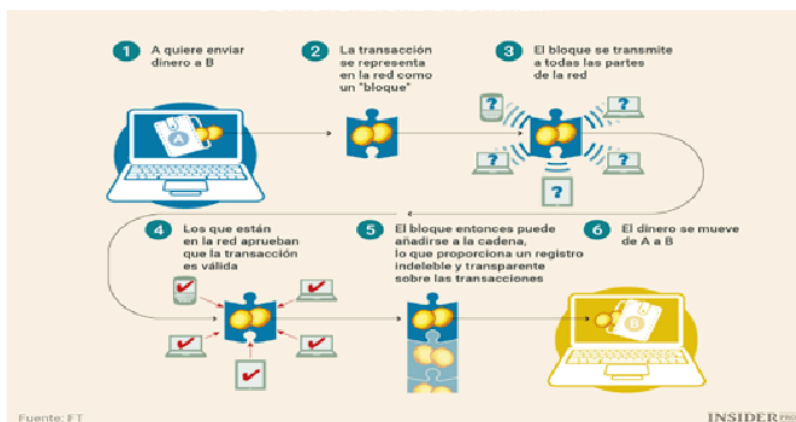 1
A quiere enviar
dinero a B
2
La transacción
se representa
en la red como
un "bloque"
3
El bloque se transmite
a todas las partes
de la red
A
?
?
?
?
?
4
Los que están
en la red aprueban
que la transacción
es válida
5
El bloque entonces puede
añadirse a la cadena,
lo que proporciona un registro
indeleble y transparente
sobre las transacciones
6
El dinero se mueve
de A a B
B
Fuente: FT
INSIDER PRO